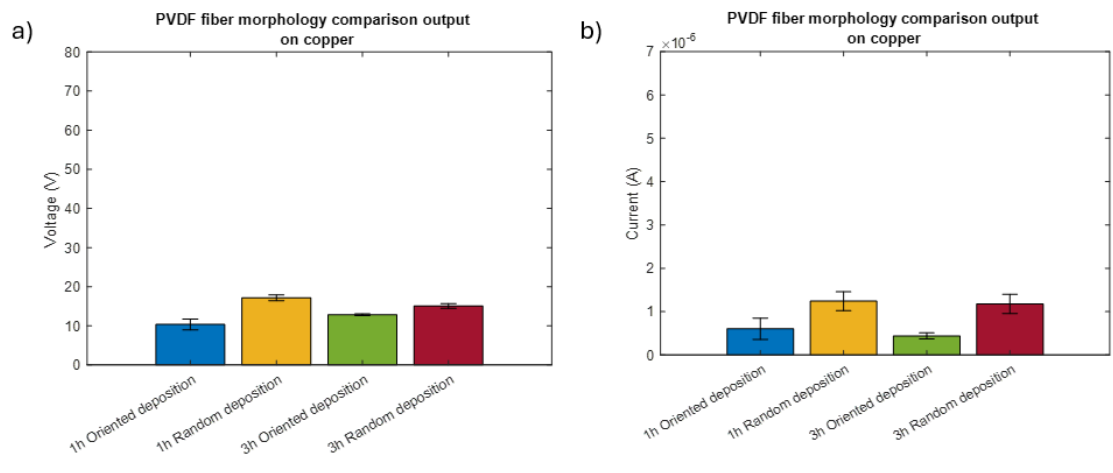 a)
PVDF fiber morphology comparison output
on copper
80
70
60
50
40
30
20
10
0
Voltage (V)
1h Oriented deposition
1h Random deposition
3h Oriented deposition
3h Random deposition
b)
PVDF fiber morphology comparison output
on copper
×10⁻⁶
7
6
5
4
3
2
1
0
Current (A)
1h Oriented deposition
1h Random deposition
3h Oriented deposition
3h Random deposition